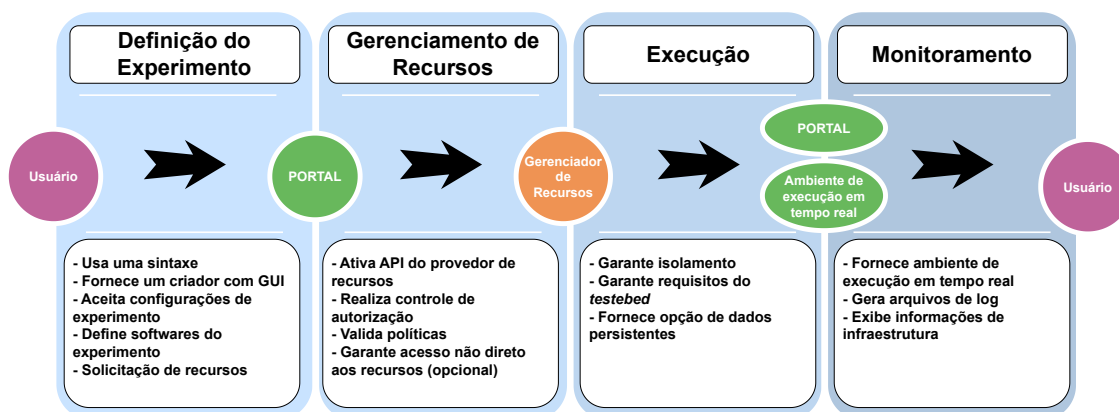 Definição do
Experimento
Gerenciamento de
Recursos
Execução
Monitoramento
Usuário
PORTAL
Gerenciador
de
Recursos
PORTAL
Ambiente de
execução em
tempo real
Usuário
- Usa uma sintaxe
- Fornece um criador com GUI
- Aceita configurações de
experimento
- Define softwares do
experimento
- Solicitação de recursos
- Ativa API do provedor de
recursos
- Realiza controle de
autorização
- Valida políticas
- Garante acesso não direto
aos recursos (opcional)
- Garante isolamento
- Garante requisitos do
testebed
- Fornece opção de dados
persistentes
- Fornece ambiente de
execução em tempo real
- Gera arquivos de log
- Exibe informações de
infraestrutura